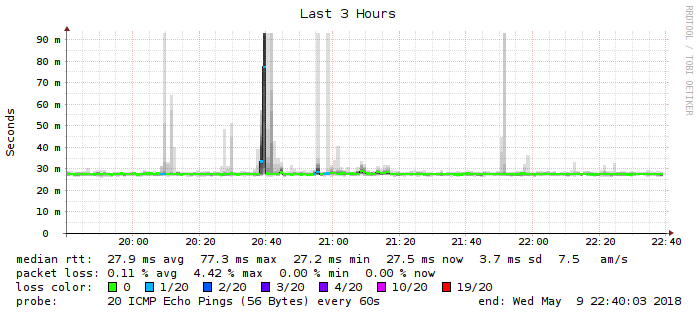 Last 3 Hours
RRDTOOL / TOBI OETIKER
Seconds
90 m
80 m
70 m
60 m
50 m
40 m
30 m
20 m
10 m
0
20:00 20:20 20:40 21:00 21:20 21:40 22:00 22:20 22:40
median rtt: 27.9 ms avg 77.3 ms max 27.2 ms min 27.5 ms now 3.7 ms sd 7.5 am/s
packet loss: 0.11 % avg 4.42 % max 0.00 % min 0.00 % now
loss color: 0 1/20 2/20 3/20 4/20 10/20 19/20
probe: 20 ICMP Echo Pings (56 Bytes) every 60s end: Wed May 9 22:40:03 2018